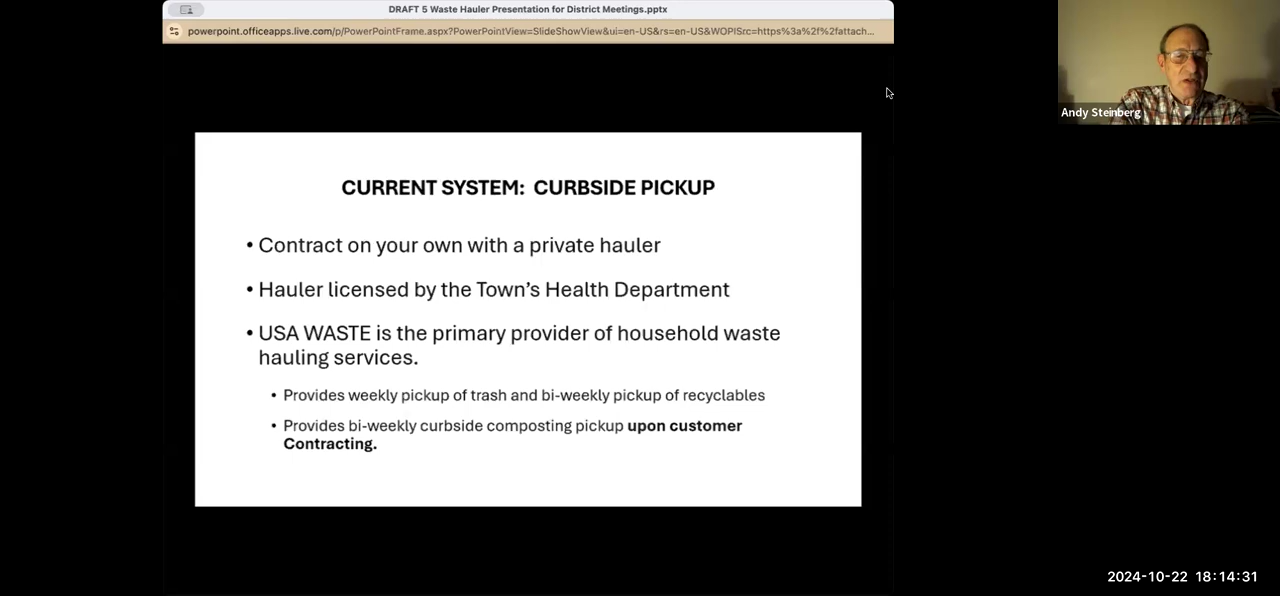 DRAFT 5 Waste Hauler Presentation for District Meetings.pptx
powerpoint.officeapps.live.com/p/PowerPointFrame.aspx?PowerPointView=SlideShowView&ui=en-US&rs=en-US&WOPISrc=https%3a%2f%2fattach...
Andy Steinberg
CURRENT SYSTEM: CURBSIDE PICKUP
• Contract on your own with a private hauler
• Hauler licensed by the Town's Health Department
• USA WASTE is the primary provider of household waste
hauling services.
• Provides weekly pickup of trash and bi-weekly pickup of recyclables
• Provides bi-weekly curbside composting pickup upon customer
Contracting.
2024-10-22 18:14:31